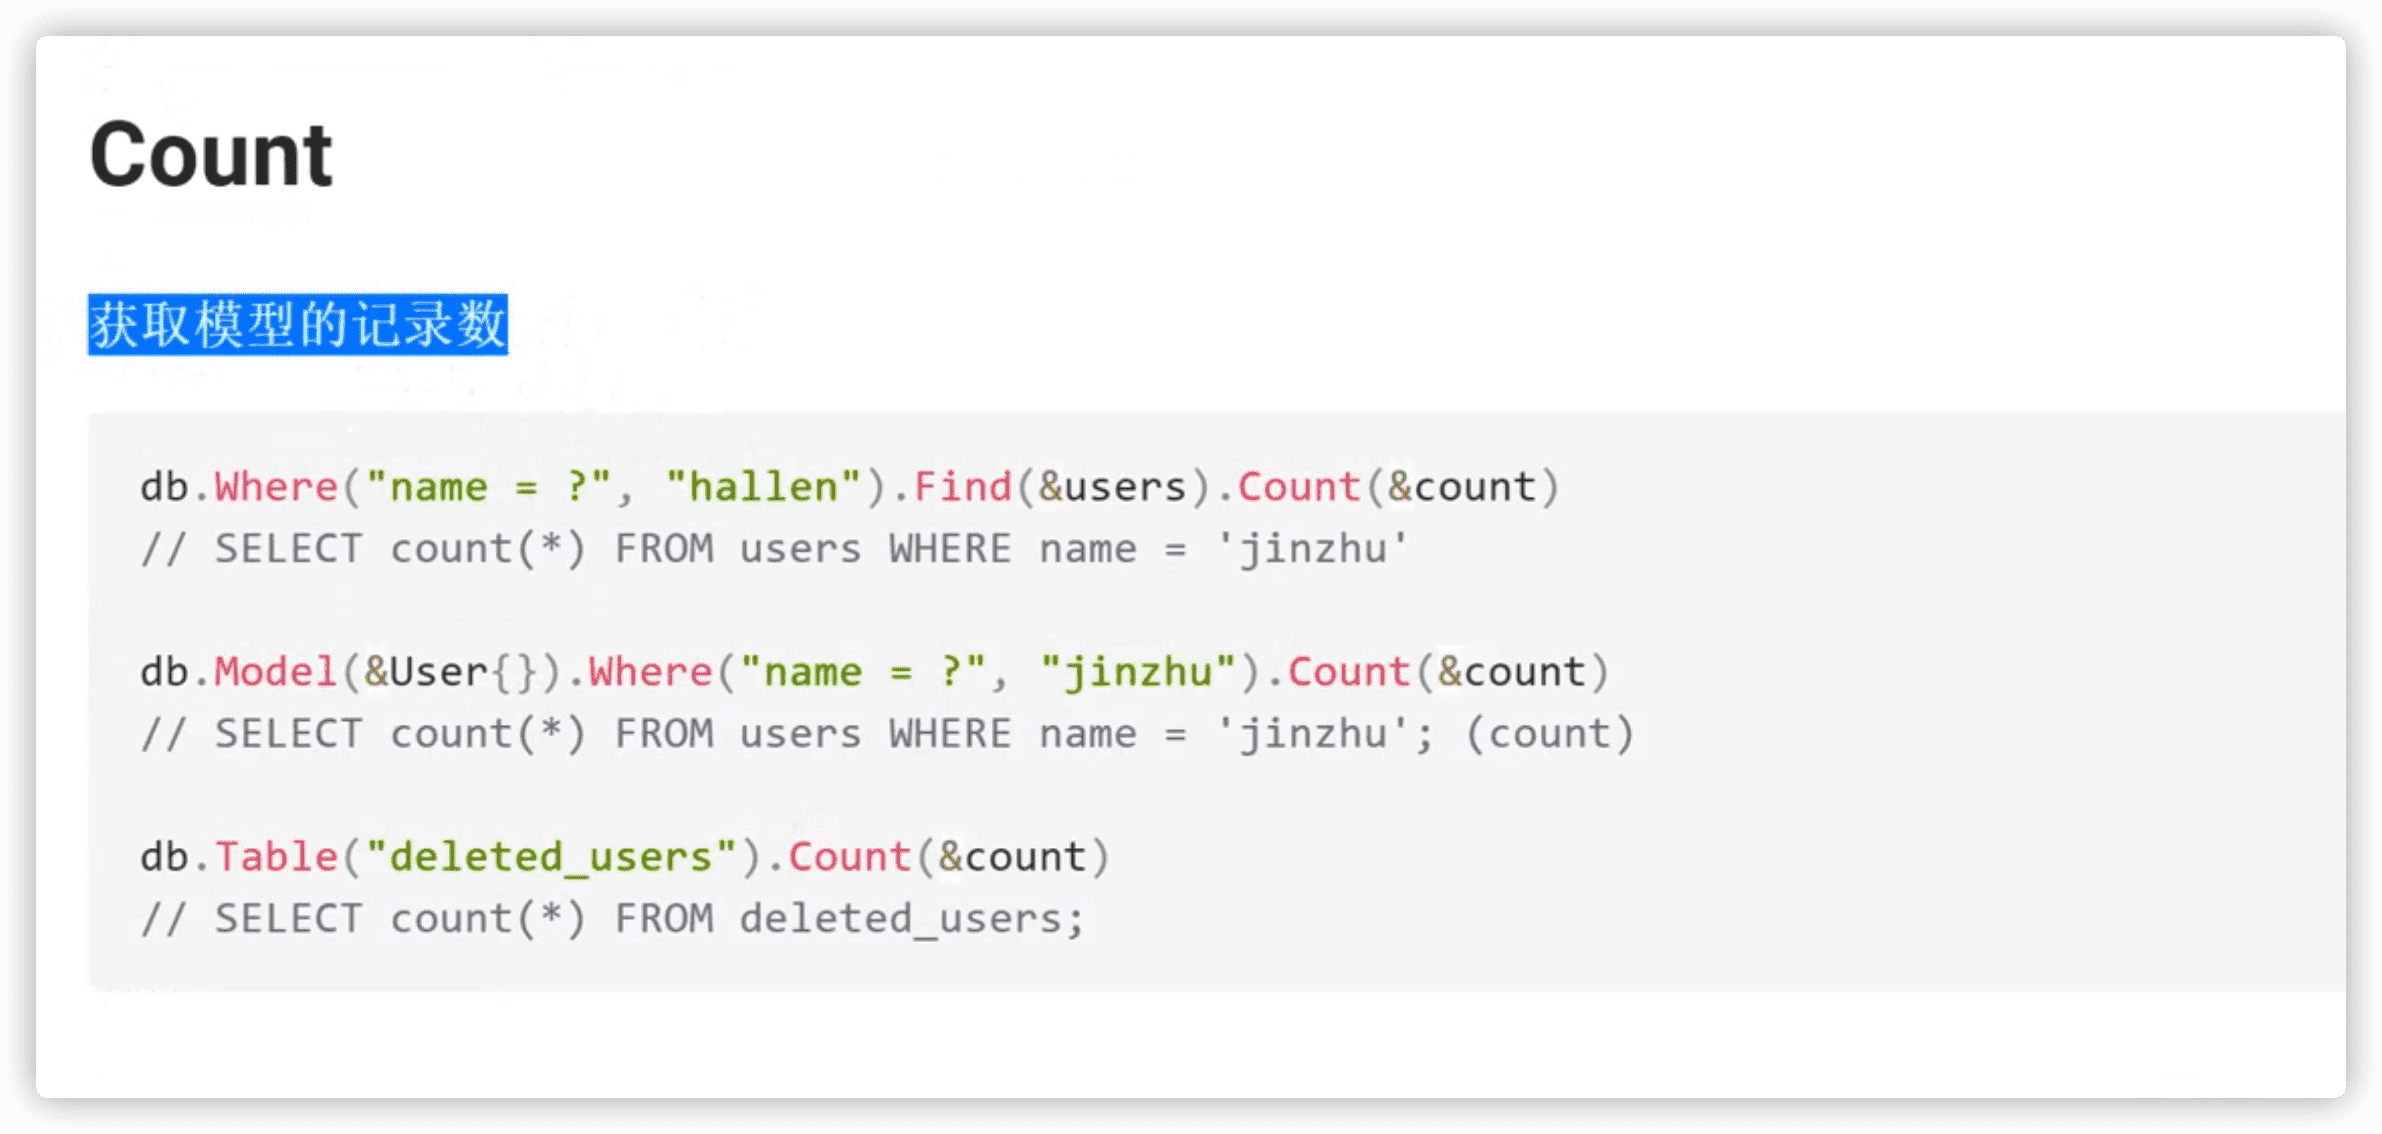 Count
获取模型的记录数
db.Where("name = ?", "hallen").Find(&users).Count(&count)
// SELECT count(*) FROM users WHERE name = 'jinzhu'
db.Model(&User{}).Where("name = ?", "jinzhu").Count(&count)
// SELECT count(*) FROM users WHERE name = 'jinzhu'; (count)
db.Table("deleted_users").Count(&count)
// SELECT count(*) FROM deleted_users;